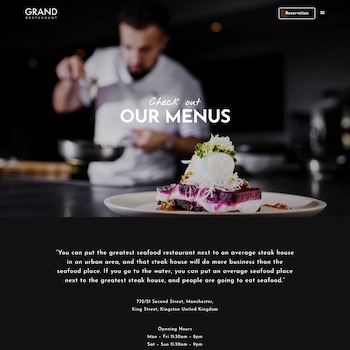 GRAND
RESTAURANT
Reservation
Check out
OUR MENUS
"You can put the greatest seafood restaurant next to an average steak house
in an urban area, and that steak house will do more business than the
seafood place. If you go to the water, you can put an average seafood place
next to the greatest steak house, and people are going to eat seafood."
732/21 Second Street, Manchester,
King Street, Kingston United Kingdom
Opening Hours
Mon – Fri 11:30am – 8pm
Sat – Sun 11:30am – 9pm